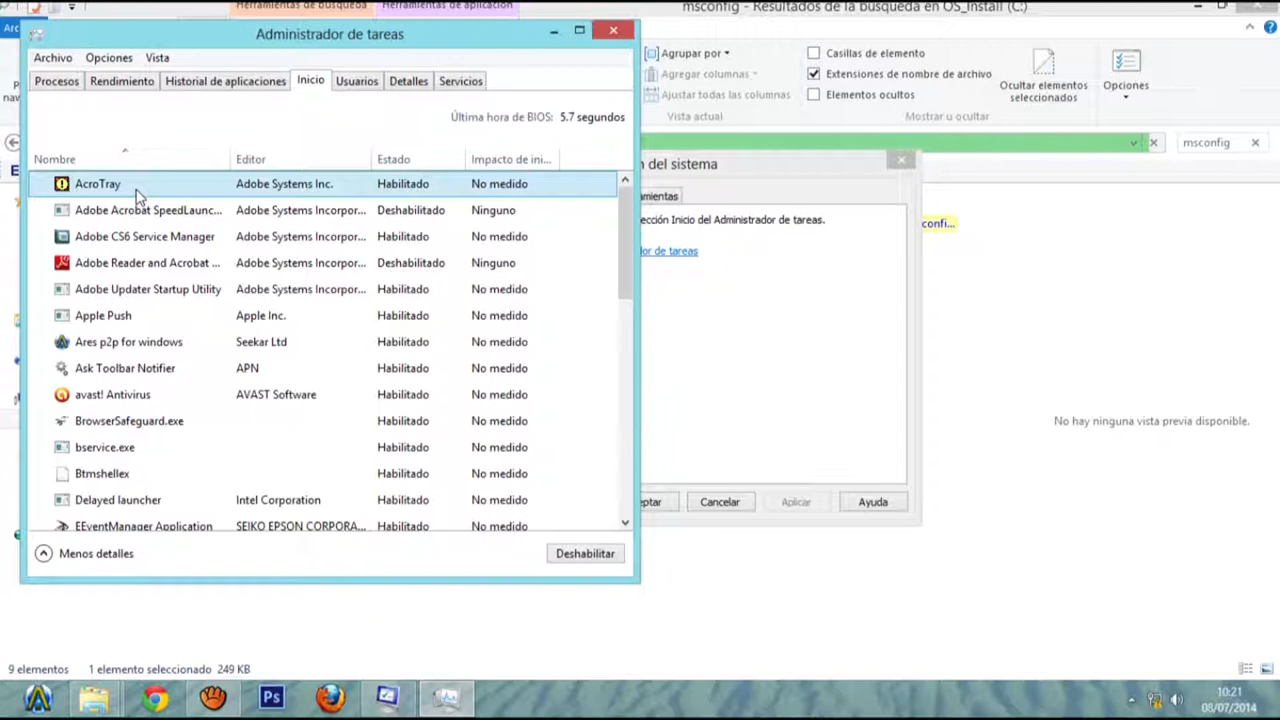 Herramientas de búsqueda
Herramientas de aplicación
msconfig - Resultados de la búsqueda en OS_Install (C:)
Administrador de tareas
Archivo Opciones Vista
Procesos Rendimiento Historial de aplicaciones Inicio Usuarios Detalles Servicios
Última hora de BIOS: 5.7 segundos
Nombre Editor Estado Impacto de ini...
AcroTray Adobe Systems Inc. Habilitado No medido
Adobe Acrobat SpeedLaunc... Adobe Systems Incorpor... Deshabilitado Ninguno
Adobe CS6 Service Manager Adobe Systems Incorpor... Habilitado No medido
Adobe Reader and Acrobat ... Adobe Systems Incorpor... Deshabilitado Ninguno
Adobe Updater Startup Utility Adobe Systems Incorpor... Habilitado No medido
Apple Push Apple Inc. Habilitado No medido
Ares p2p for windows Seekar Ltd Habilitado No medido
Ask Toolbar Notifier APN Habilitado No medido
avast! Antivirus AVAST Software Habilitado No medido
BrowserSafeguard.exe Habilitado No medido
bservice.exe Habilitado No medido
Btmshellex Habilitado No medido
Delayed launcher Intel Corporation Habilitado No medido
EEventManager Application SEIKO EPSON CORPORA... Habilitado No medido
Menos detalles Deshabilitar
Agrupar por
Agregar columnas
Ajustar todas las columnas
Vista actual
Casillas de elemento
Extensiones de nombre de archivo
Elementos ocultos
Ocultar elementos
seleccionados
Mostrar u ocultar
Opciones
msconfig
n del sistema
mientas
ección Inicio del Administrador de tareas.
or de tareas
confi...
ptar Cancelar Aplicar Ayuda
No hay ninguna vista previa disponible.
9 elementos 1 elemento seleccionado 249 KB
Ps
10:21
08/07/2014